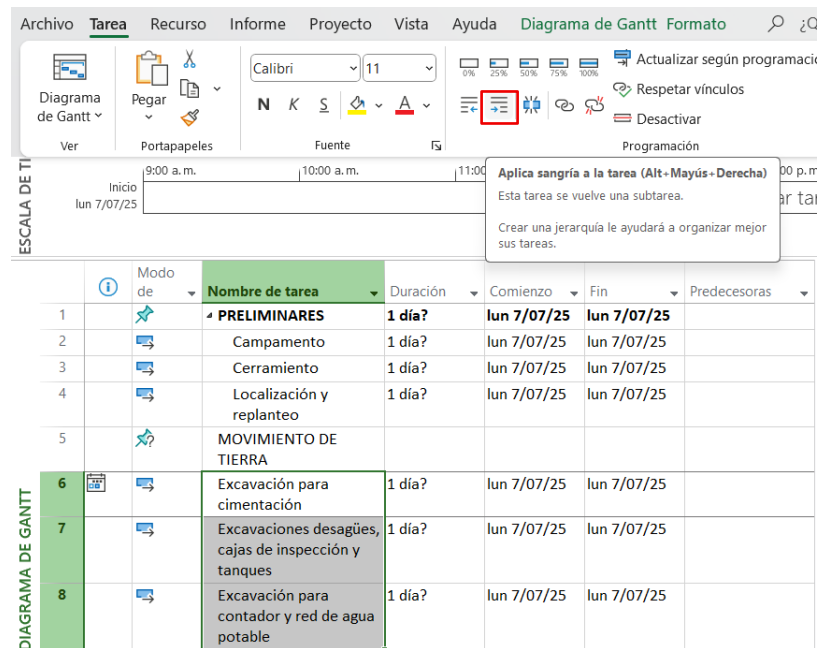 Archivo Tarea Recurso Informe Proyecto Vista Ayuda Diagrama de Gantt Formato
Diagrama
de Gantt
Pegar
Calibri 11
N K S A
0% 25% 50% 75% 100%
Actualizar según programació
Respetar vínculos
Desactivar
Ver Portapapeles Fuente Programación
ESCALA DE TI
Inicio
lun 7/07/25
9:00 a. m. 10:00 a. m. 11:00 00 p. m
ar tar
Aplica sangría a la tarea (Alt+Mayús+Derecha)
Esta tarea se vuelve una subtarea.
Crear una jerarquía le ayudará a organizar mejor
sus tareas.
DIAGRAMA DE GANTT
Modo
de Nombre de tarea Duración Comienzo Fin Predecesoras
1 PRELIMINARES 1 día? lun 7/07/25 lun 7/07/25
2 Campamento 1 día? lun 7/07/25 lun 7/07/25
3 Cerramiento 1 día? lun 7/07/25 lun 7/07/25
4 Localización y 1 día? lun 7/07/25 lun 7/07/25
replanteo
5 MOVIMIENTO DE
TIERRA
6 Excavación para 1 día? lun 7/07/25 lun 7/07/25
cimentación
7 Excavaciones desagües, 1 día? lun 7/07/25 lun 7/07/25
cajas de inspección y
tanques
8 Excavación para 1 día? lun 7/07/25 lun 7/07/25
contador y red de agua
potable